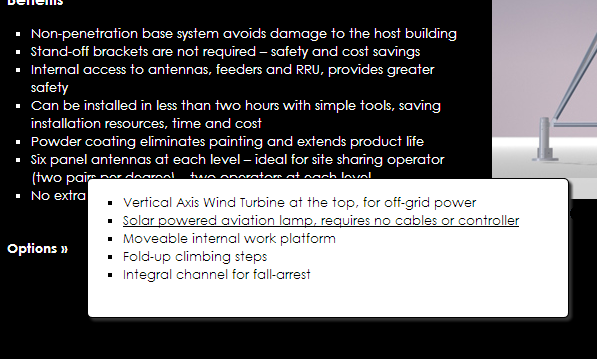 Benefits
Non-penetration base system avoids damage to the host building
Stand-off brackets are not required – safety and cost savings
Internal access to antennas, feeders and RRU, provides greater
safety
Can be installed in less than two hours with simple tools, saving
installation resources, time and cost
Powder coating eliminates painting and extends product life
Six panel antennas at each level – ideal for site sharing operator
(two pairs per degree) – two operators at each level
No extra
Options »
Vertical Axis Wind Turbine at the top, for off-grid power
Solar powered aviation lamp, requires no cables or controller
Moveable internal work platform
Fold-up climbing steps
Integral channel for fall-arrest